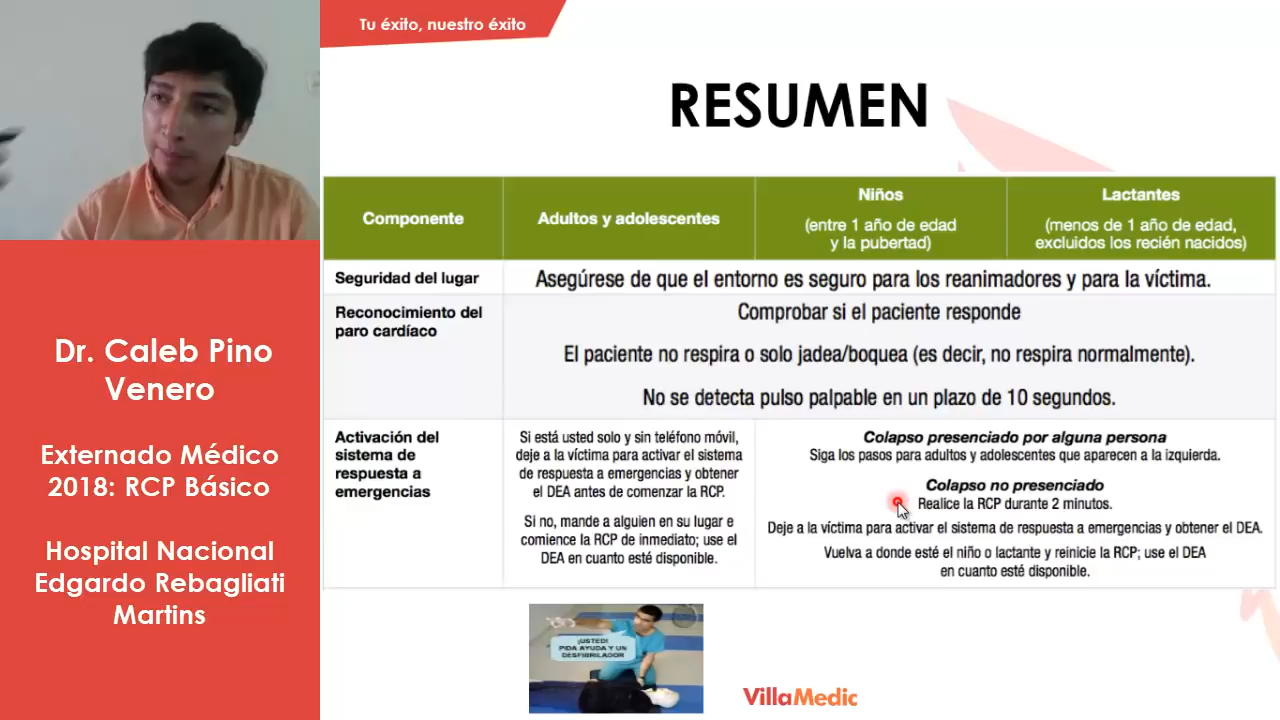 Tu éxito, nuestro éxito
RESUMEN
Componente
Adultos y adolescentes
Niños
(entre 1 año de edad
y la pubertad)
Lactantes
(menos de 1 año de edad,
excluidos los recién nacidos)
Seguridad del lugar
Asegúrese de que el entorno es seguro para los reanimadores y para la víctima.
Reconocimiento del
paro cardíaco
Comprobar si el paciente responde
El paciente no respira o solo jadea/boquea (es decir, no respira normalmente).
No se detecta pulso palpable en un plazo de 10 segundos.
Activación del
sistema de
respuesta a
emergencias
Si está usted solo y sin teléfono móvil,
deje a la víctima para activar el sistema
de respuesta a emergencias y obtener
el DEA antes de comenzar la RCP.
Si no, mande a alguien en su lugar e
comience la RCP de inmediato; use el
DEA en cuanto esté disponible.
Colapso presenciado por alguna persona
Siga los pasos para adultos y adolescentes que aparecen a la izquierda.
Colapso no presenciado
Realice la RCP durante 2 minutos.
Deje a la víctima para activar el sistema de respuesta a emergencias y obtener el DEA.
Vuelva a donde esté el niño o lactante y reinicie la RCP; use el DEA
en cuanto esté disponible.
¡USTED!
PIDA AYUDA Y UN
DESFIBRILADOR
VillaMedic
Dr. Caleb Pino
Venero
Externado Médico
2018: RCP Básico
Hospital Nacional
Edgardo Rebagliati
Martins